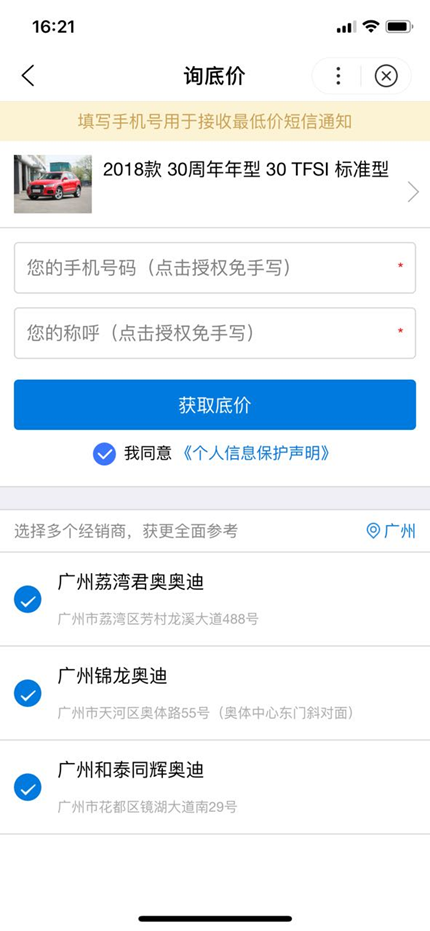 16:21
询底价
填写手机号用于接收最低价短信通知
2018款 30周年年型 30 TFSI 标准型
您的手机号码（点击授权免手写） *
您的称呼（点击授权免手写） *
获取底价
我同意 《个人信息保护声明》
选择多个经销商，获更全面参考 广州
广州荔湾君奥奥迪
广州市荔湾区芳村龙溪大道488号
广州锦龙奥迪
广州市天河区奥体路55号（奥体中心东门斜对面）
广州和泰同辉奥迪
广州市花都区镜湖大道南29号